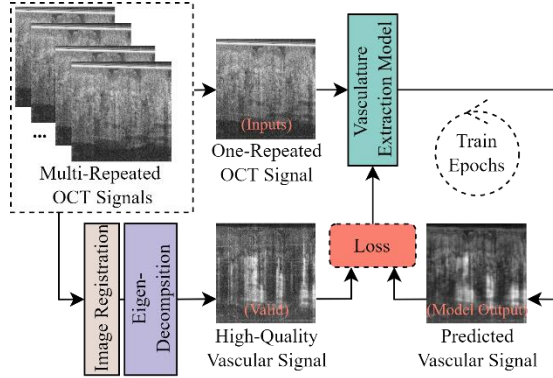 ...
Multi-Repeated
OCT Signals
(Inputs)
One-Repeated
OCT Signal
Vasculature
Extraction Model
Train
Epochs
Image Registration
Eigen-
Decompsition
(Valid)
High-Quality
Vascular Signal
Loss
(Model Output)
Predicted
Vascular Signal